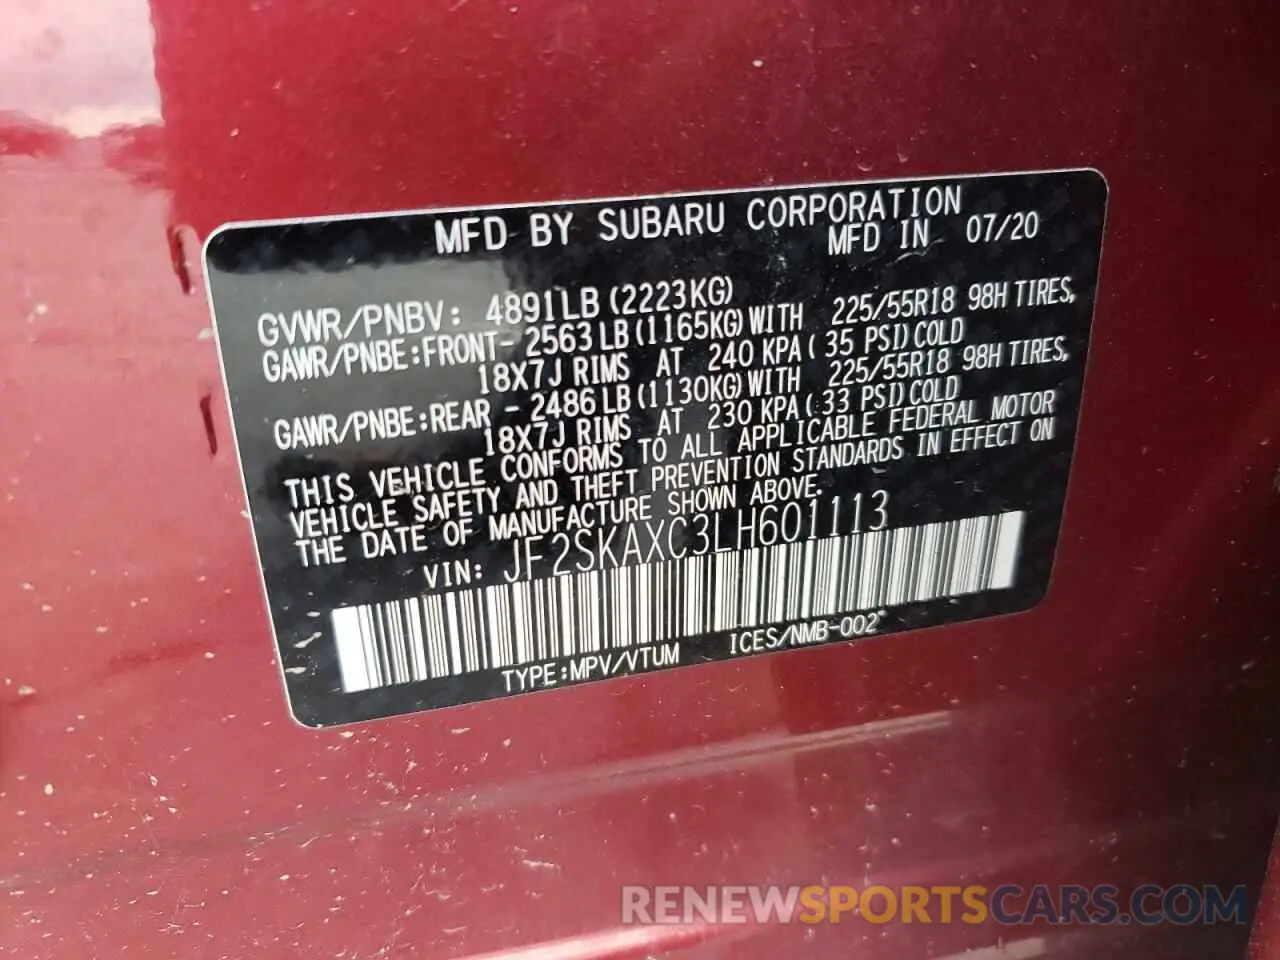 MFD BY SUBARU CORPORATION
MFD IN 07/20
GVWR/PNBV: 4891LB (2223KG)
GAWR/PNBE:FRONT- 2563 LB (1165KG) WITH 225/55R18 98H TIRES,
18X7J RIMS AT 240 KPA ( 35 PSI) COLD
GAWR/PNBE:REAR - 2486 LB (1130KG) WITH 225/55R18 98H TIRES,
18X7J RIMS AT 230 KPA ( 33 PSI) COLD
THIS VEHICLE CONFORMS TO ALL APPLICABLE FEDERAL MOTOR
VEHICLE SAFETY AND THEFT PREVENTION STANDARDS IN EFFECT ON
THE DATE OF MANUFACTURE SHOWN ABOVE.
VIN: JF2SKAXC3LH601113
TYPE:MPV/VTUM ICES/NMB-002
RENEWSPORTSCARS.COM